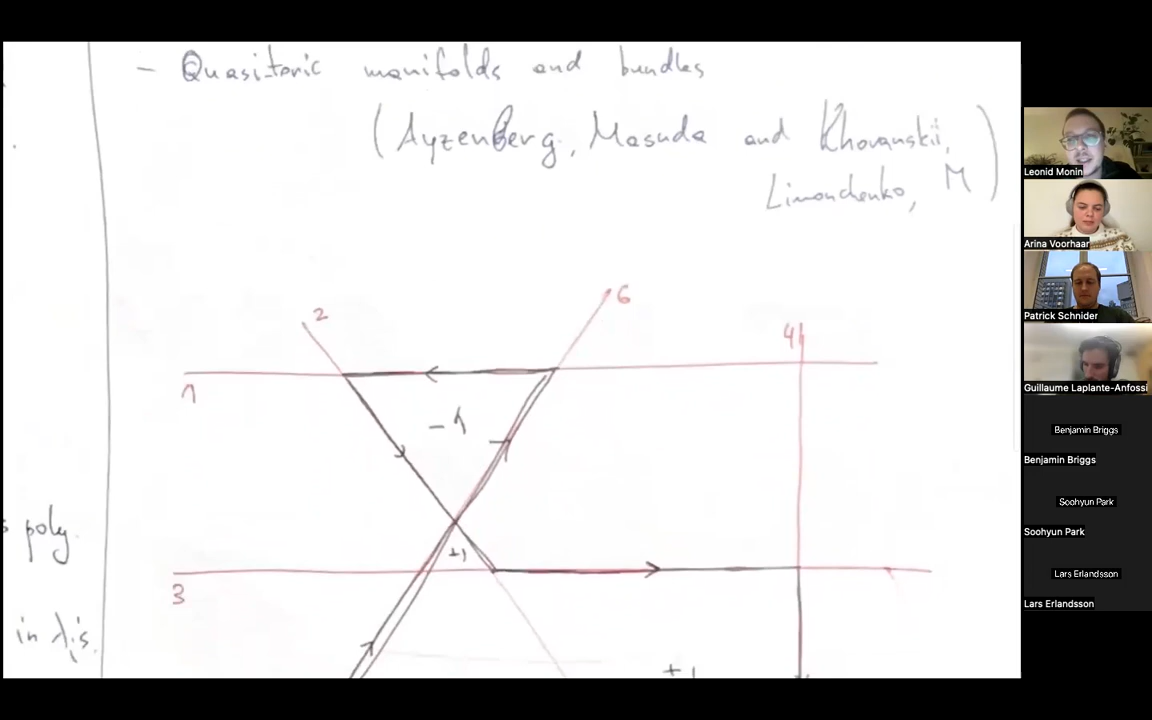 - Quasitoric manifolds and bundles
(Ayzenberg, Masuda and Khovanskii,
Limonchenko, M)
2
6
4
1
-1
+1
3
s poly.
in λi's.
+1
Leonid Monin
Arina Voorhaar
Patrick Schnider
Guillaume Laplante-Anfossi
Benjamin Briggs
Benjamin Briggs
Soohyun Park
Soohyun Park
Lars Erlandsson
Lars Erlandsson